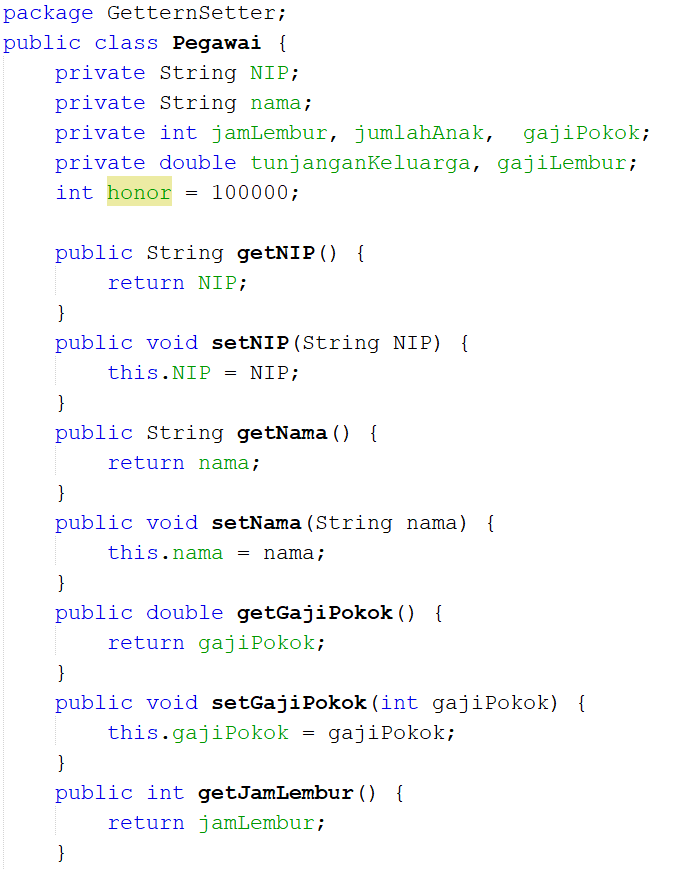 package GetternSetter;
public class Pegawai {
    private String NIP;
    private String nama;
    private int jamLembur, jumlahAnak,  gajiPokok;
    private double tunjanganKeluarga, gajiLembur;
    int honor = 100000;

    public String getNIP() {
        return NIP;
    }
    public void setNIP(String NIP) {
        this.NIP = NIP;
    }
    public String getNama() {
        return nama;
    }
    public void setNama(String nama) {
        this.nama = nama;
    }
    public double getGajiPokok() {
        return gajiPokok;
    }
    public void setGajiPokok(int gajiPokok) {
        this.gajiPokok = gajiPokok;
    }
    public int getJamLembur() {
        return jamLembur;
    }